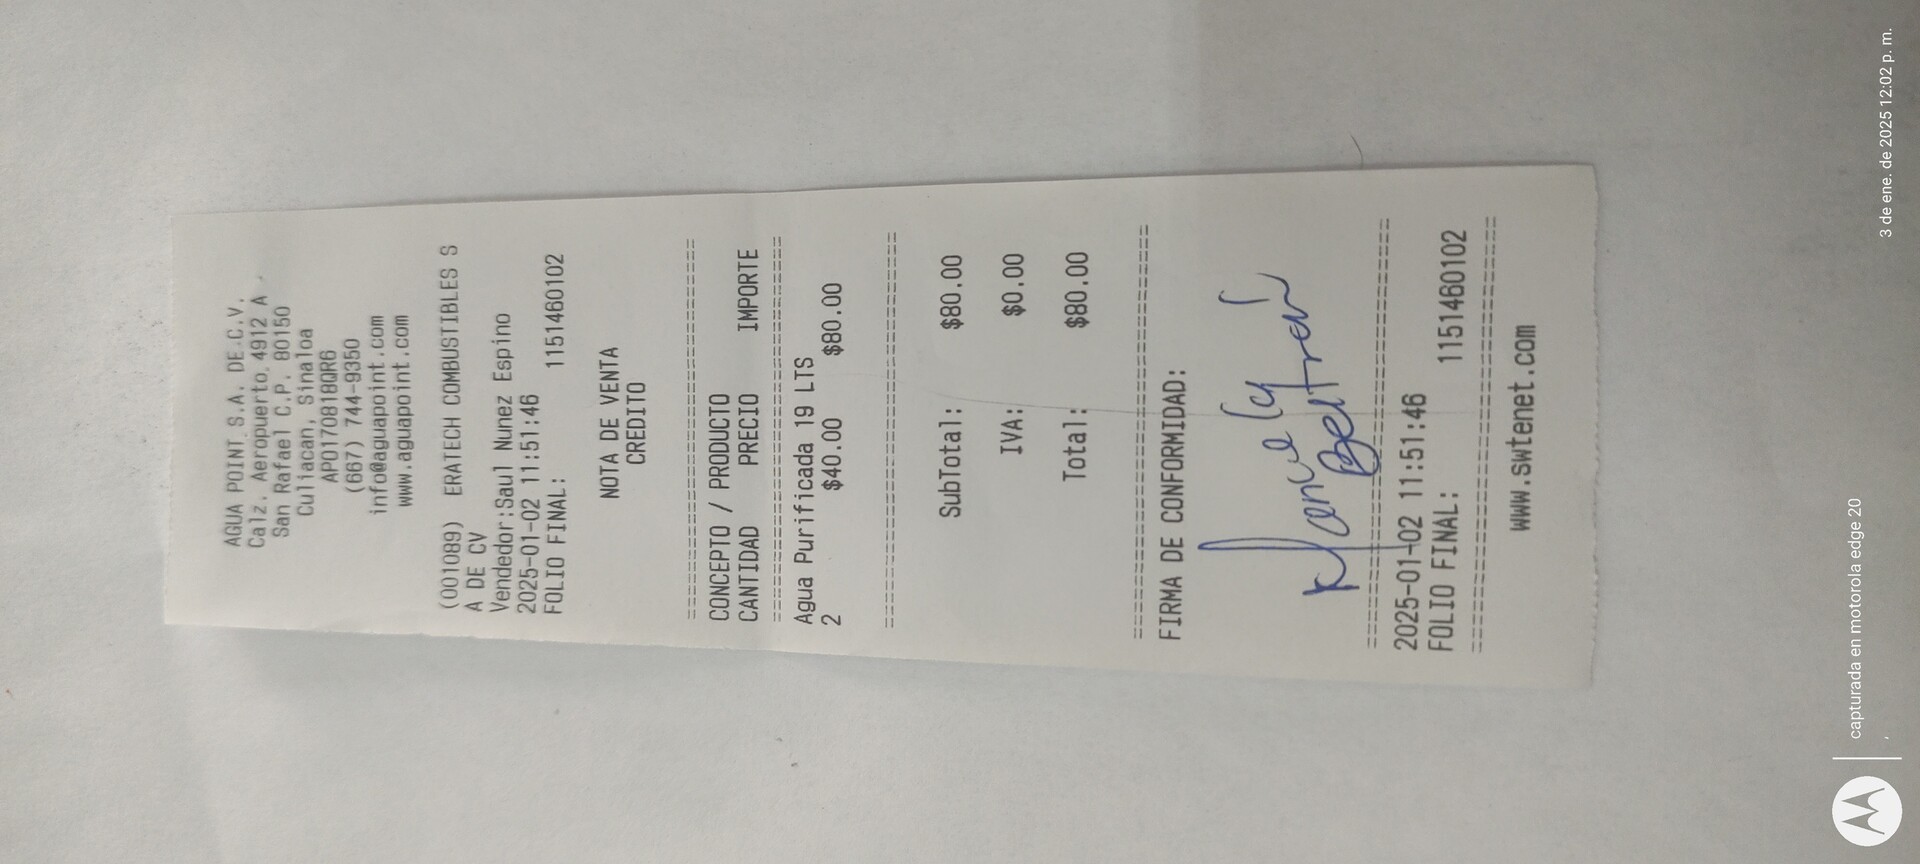 AGUA POINT S.A. DE C.V.
Calz. Aeropuerto, 4912 A
San Rafael C.P. 80150
Culiacan, Sinaloa
APO170818QR6
(667) 744-9350
info@aguapoint.com
www.aguapoint.com
(001089) ERATECH COMBUSTIBLES S
A DE CV
Vendedor:Saul Nunez Espino
2025-01-02 11:51:46
FOLIO FINAL: 1151460102
NOTA DE VENTA
CREDITO
==============================
CONCEPTO / PRODUCTO
CANTIDAD PRECIO IMPORTE
==============================
Agua Purificada 19 LTS
2 $40.00 $80.00
==============================
SubTotal: $80.00
IVA: $0.00
Total: $80.00
==============================
FIRMA DE CONFORMIDAD:
Beltran
==============================
2025-01-02 11:51:46
FOLIO FINAL: 1151460102
==============================
www.swtenet.com
capturada en motorola edge 20
3 de ene. de 2025 12:02 p. m.